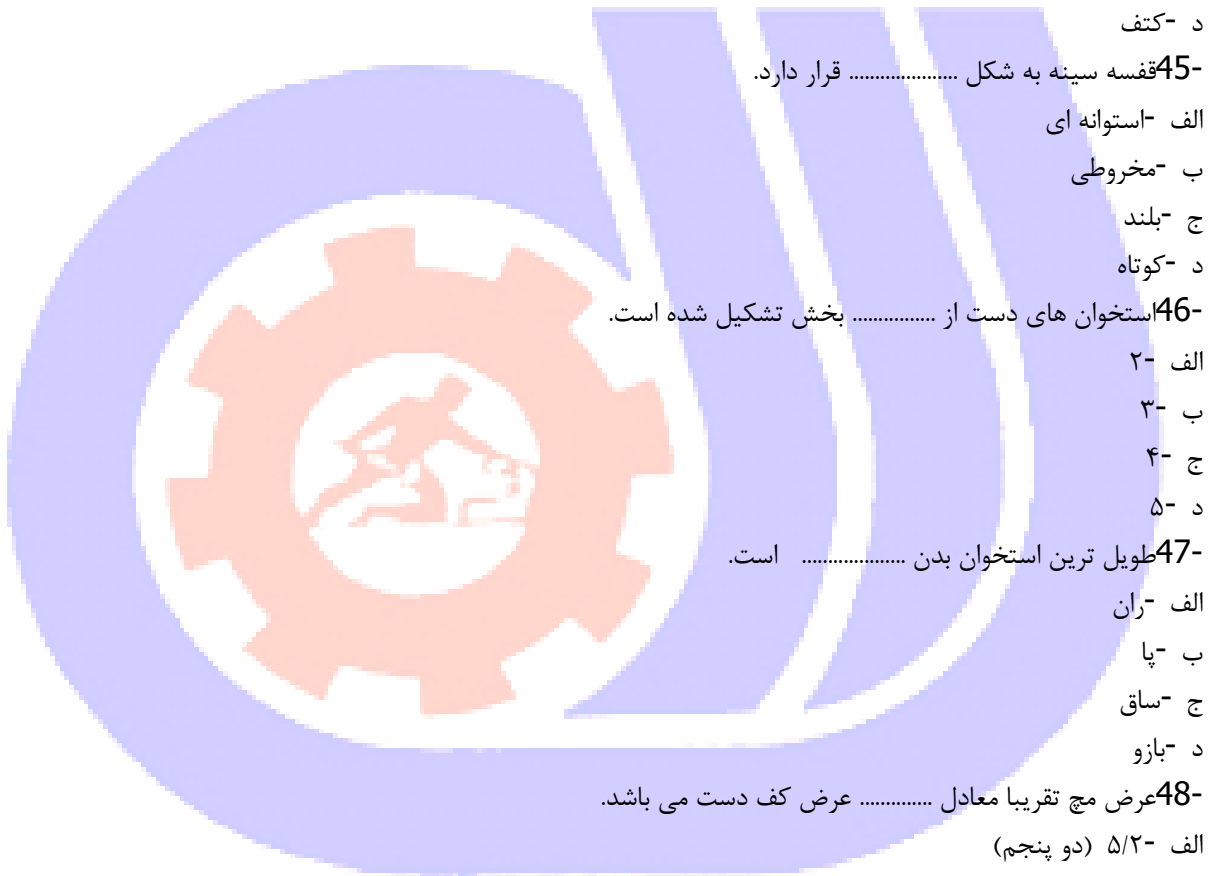 د -کتف
45-قفسه سینه به شکل ..................... قرار دارد.
الف -استوانه ای
ب -مخروطی
ج -بلند
د -کوتاه
46-استخوان های دست از ................ بخش تشکیل شده است.
الف -۲
ب -۳
ج -۴
د -۵
47-طویل ترین استخوان بدن .................... است.
الف -ران
ب -پا
ج -ساق
د -بازو
48-عرض مچ تقریبا معادل .............. عرض کف دست می باشد.
الف -۵/۲ (دو پنجم)